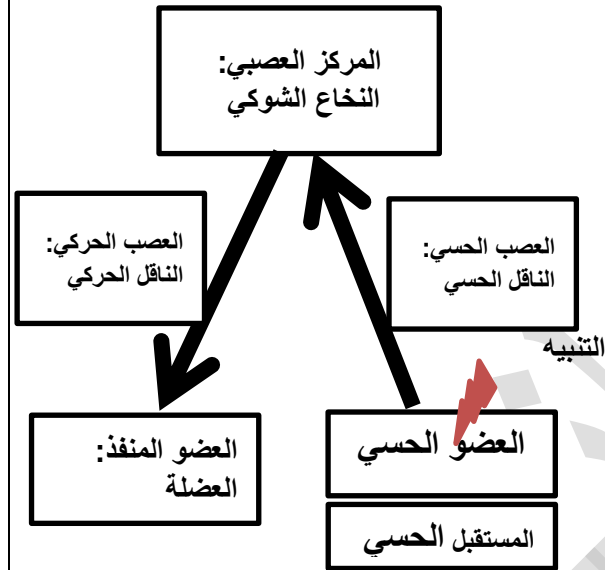 المركز العصبي:
النخاع الشوكي
العصب الحسي:
الناقل الحسي
العصب الحركي:
الناقل الحركي
التنبيه
العضو الحسي
المستقبل الحسي
العضو المنفذ:
العضلة